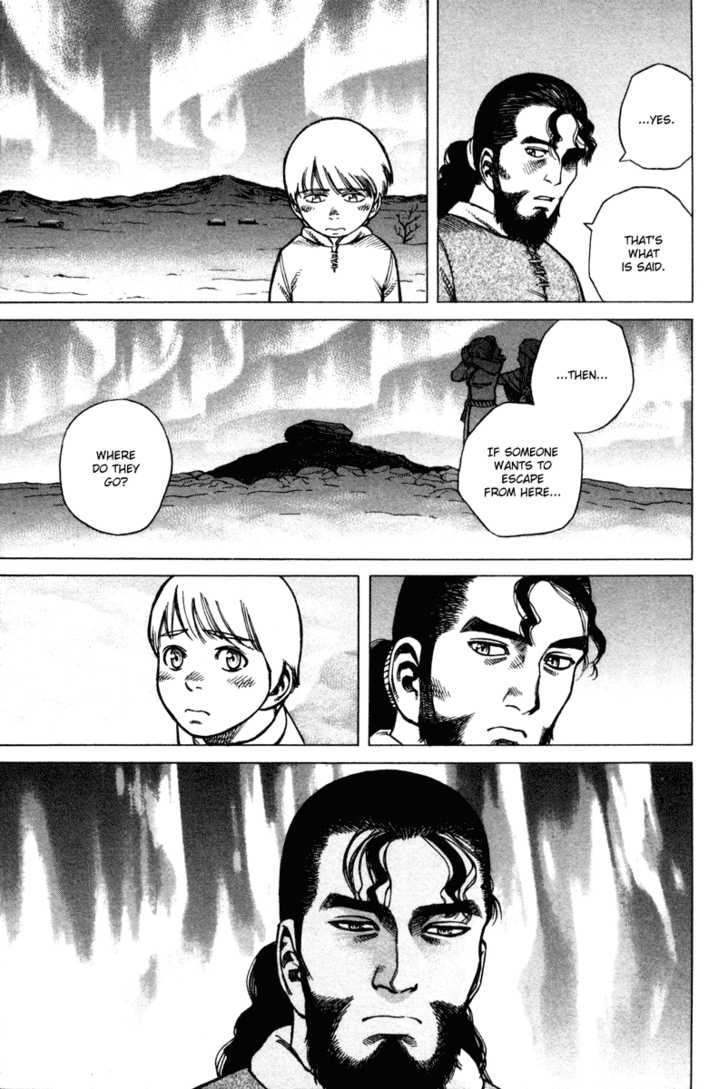 ...YES.
THAT'S
WHAT
IS SAID.
...THEN...
IF SOMEONE
WANTS TO
ESCAPE
FROM HERE...
WHERE
DO THEY
GO?